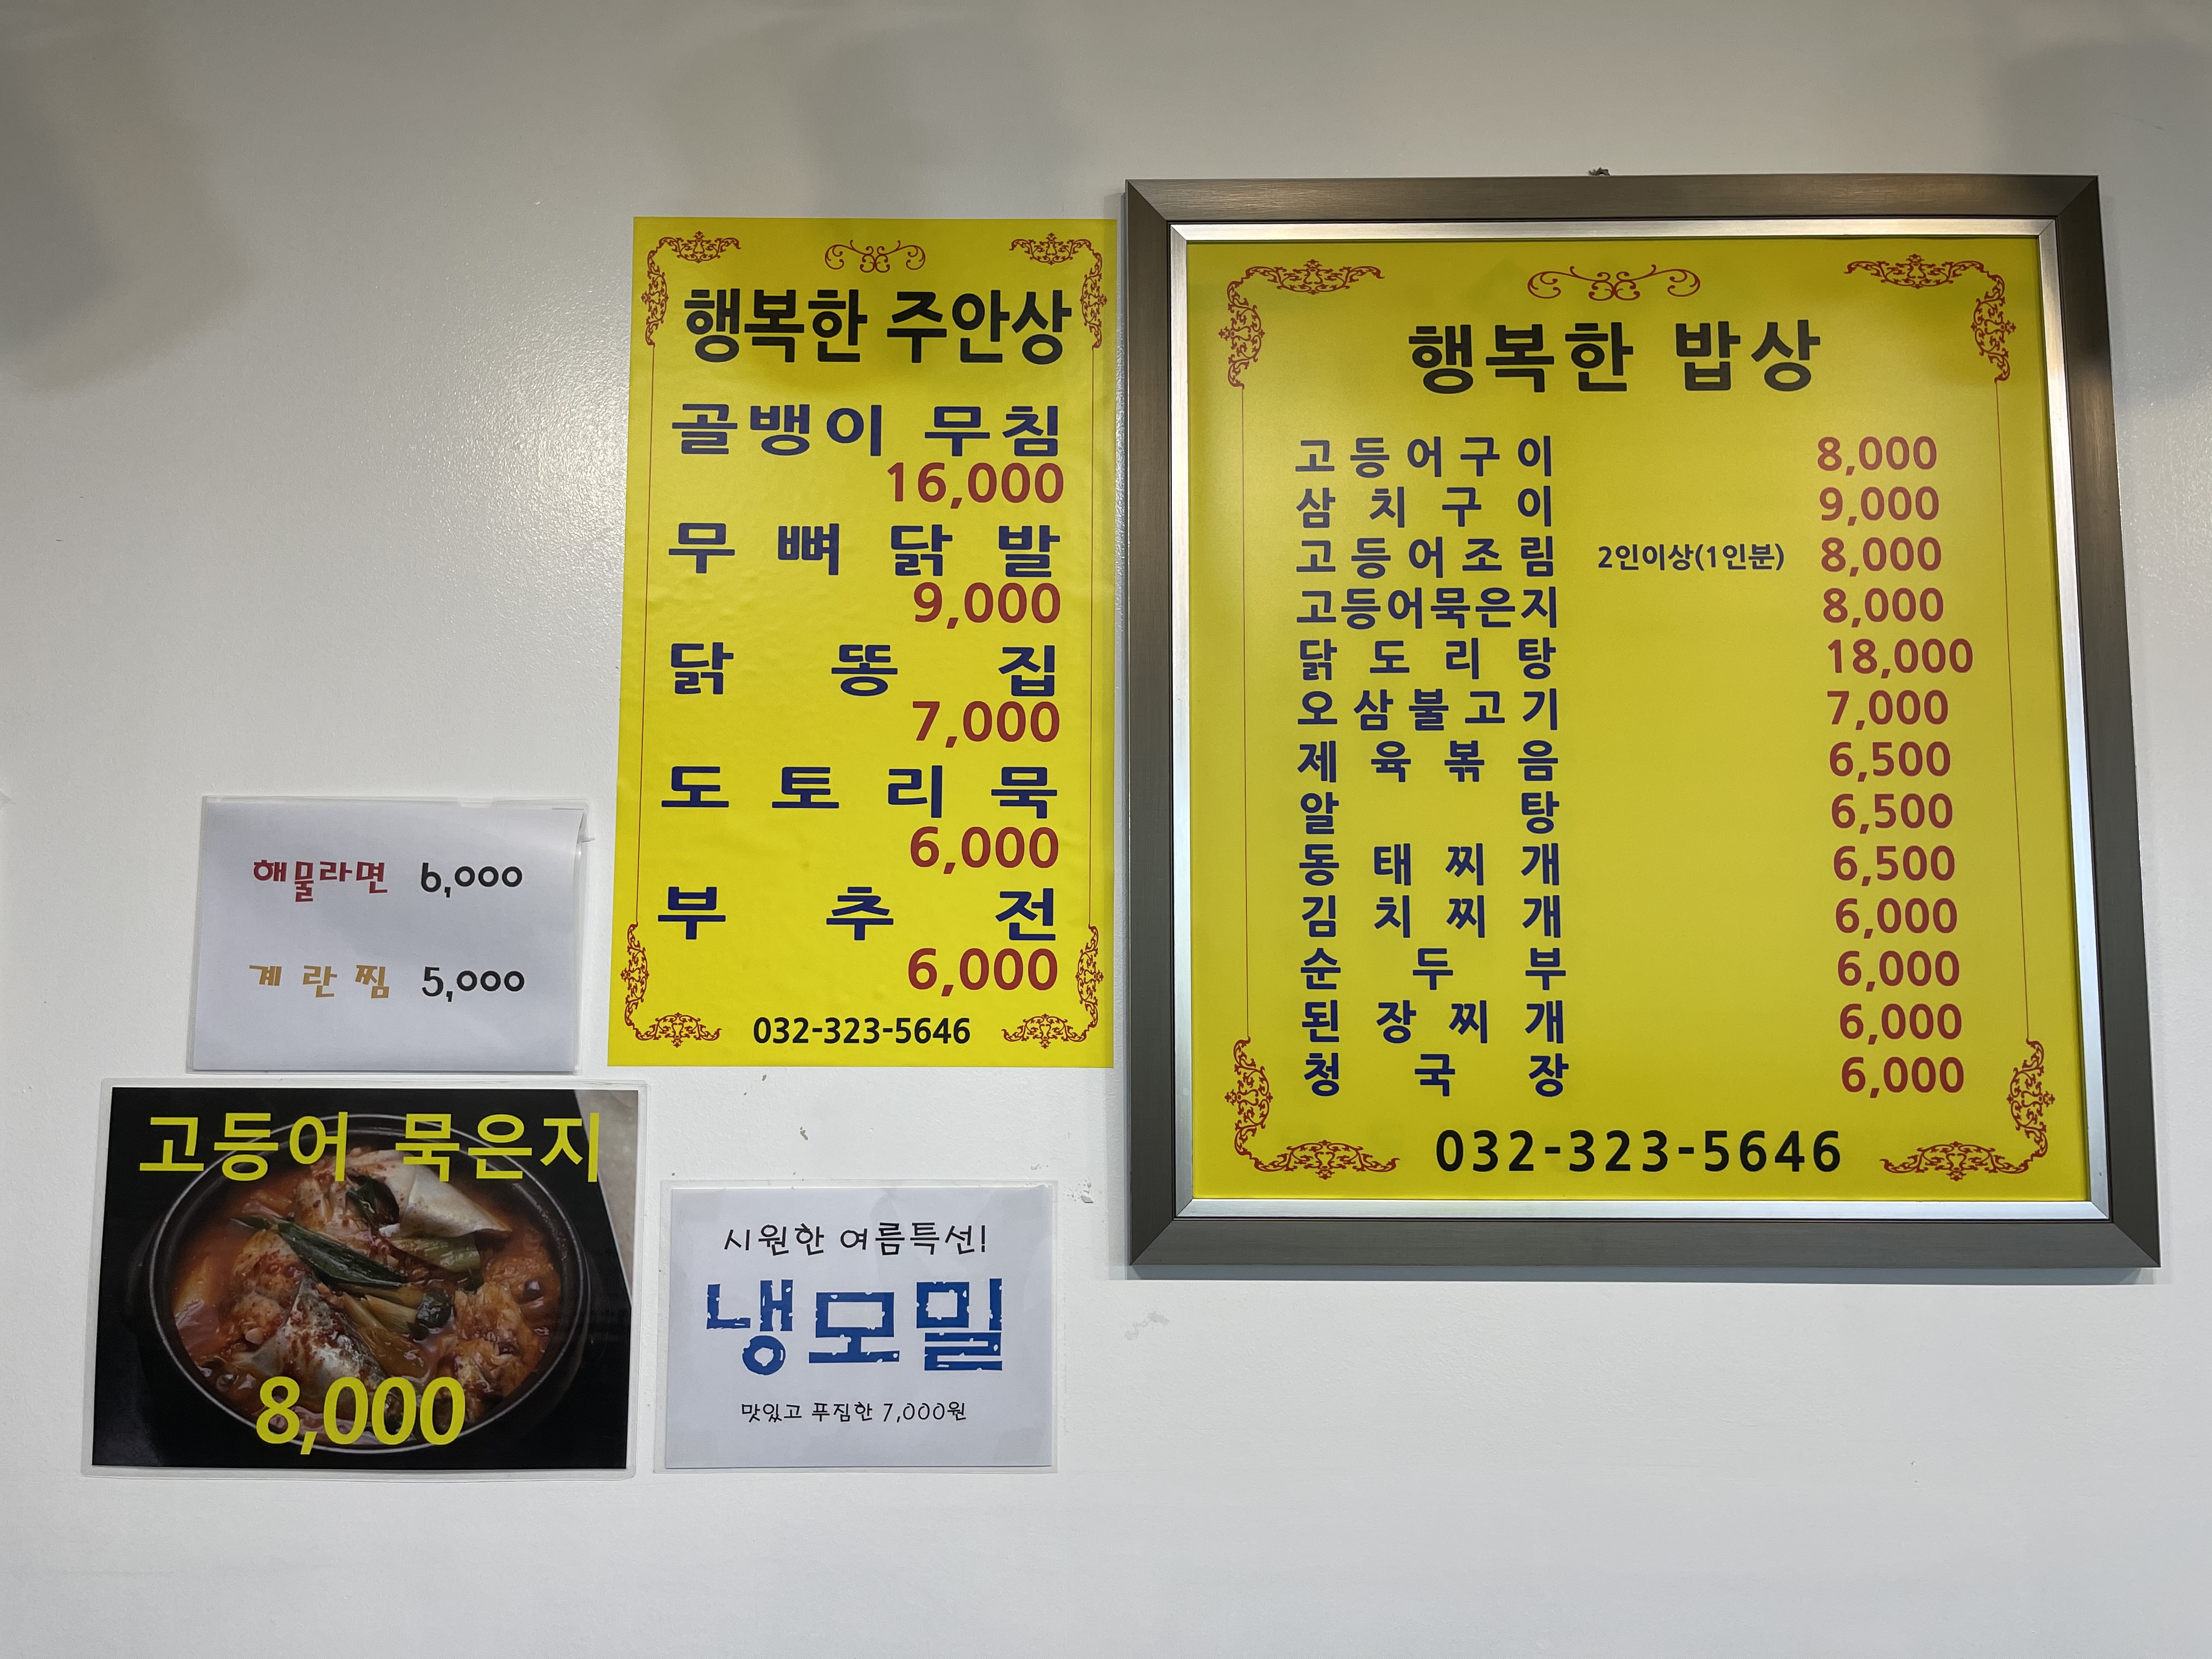 행복한 주안상
골뱅이 무침
16,000
무뼈닭발
9,000
닭똥집
7,000
도토리묵
6,000
부추전
6,000
032-323-5646
행복한 밥상
고등어구이 8,000
삼치구이 9,000
고등어조림 2인이상(1인분) 8,000
고등어묵은지 8,000
닭도리탕 18,000
오삼불고기 7,000
제육볶음 6,500
알탕 6,500
동태찌개 6,500
김치찌개 6,000
순두부 6,000
된장찌개 6,000
청국장 6,000
032-323-5646
해물라면 6,000
계란찜 5,000
고등어 묵은지
8,000
시원한 여름특선!
냉모밀
맛있고 푸짐한 7,000원